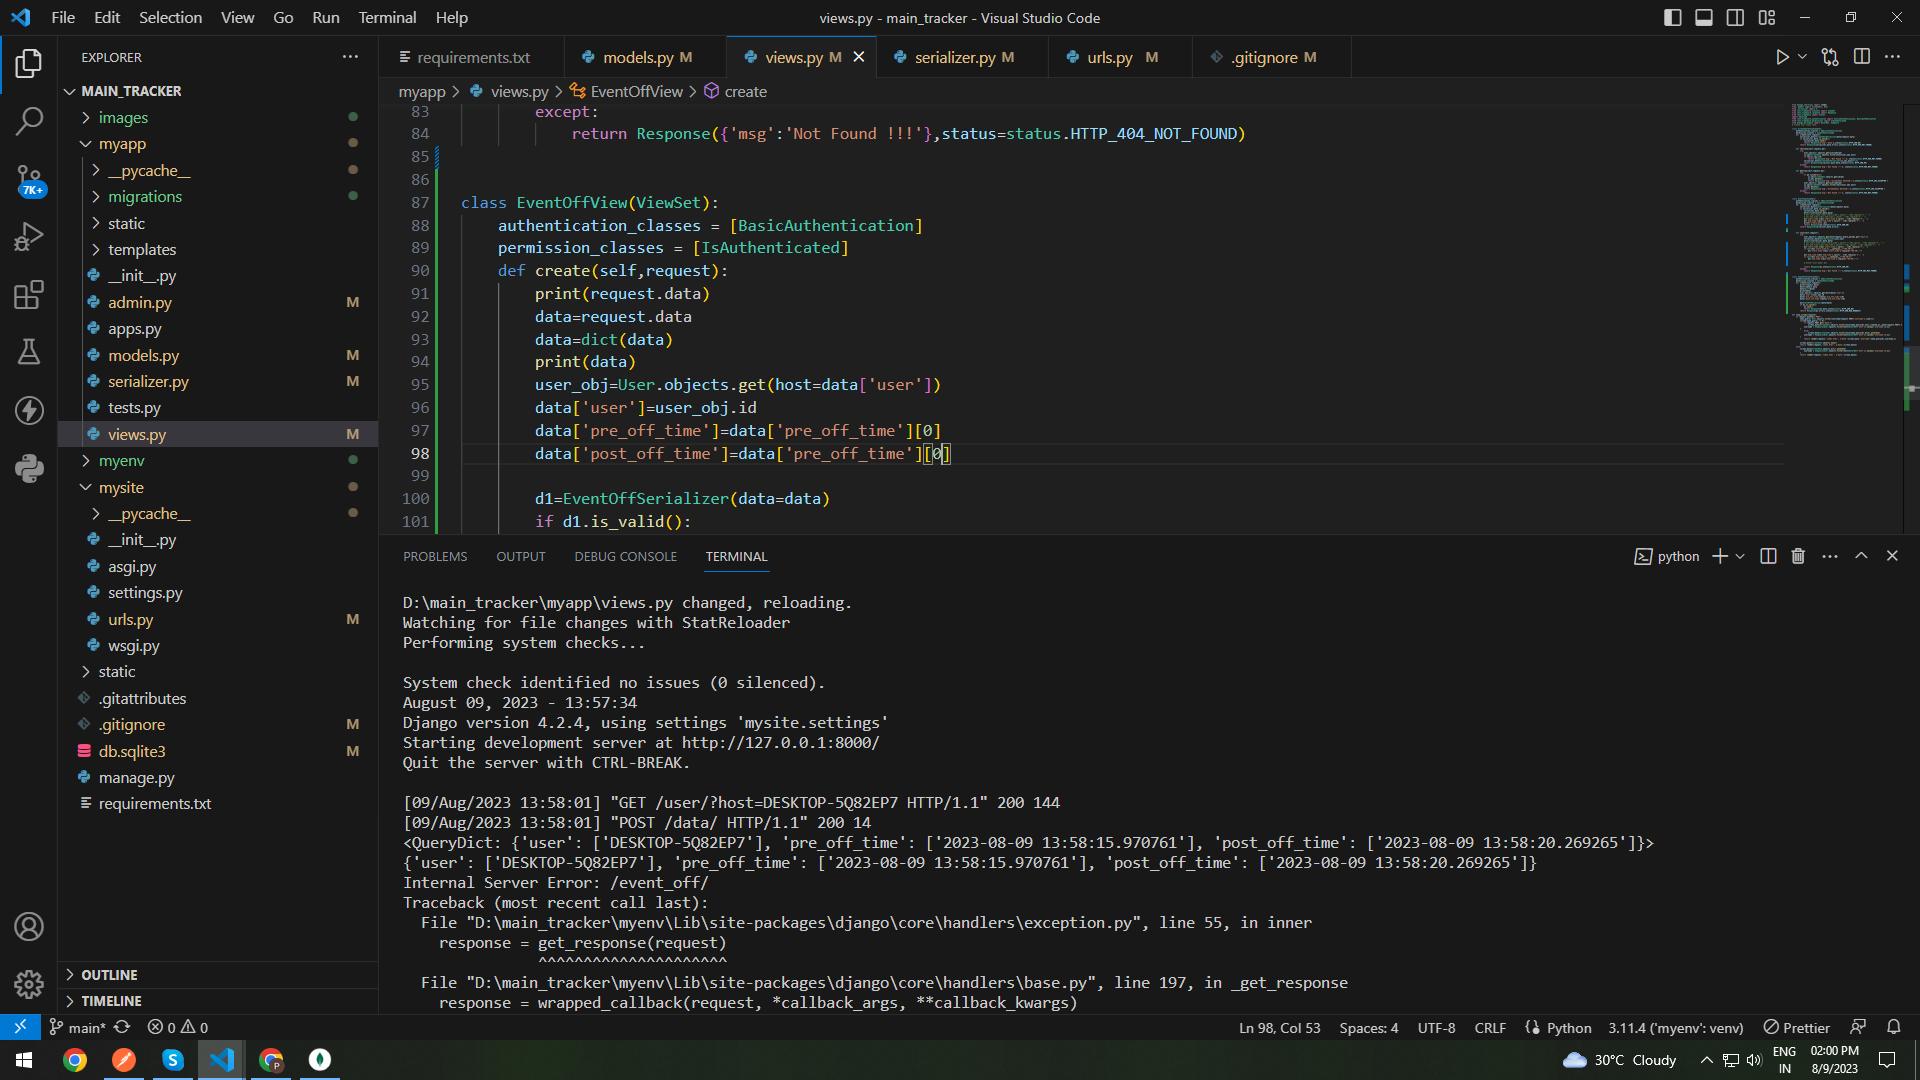 File Edit Selection View Go Run Terminal Help
views.py - main_tracker - Visual Studio Code
EXPLORER
MAIN_TRACKER
images
myapp
__pycache__
migrations
static
templates
__init__.py
admin.py M
apps.py
models.py M
serializer.py M
tests.py
views.py M
myenv
mysite
__pycache__
__init__.py
asgi.py
settings.py
urls.py M
wsgi.py
static
.gitattributes
.gitignore M
db.sqlite3 M
manage.py
requirements.txt
OUTLINE
TIMELINE
7K+
requirements.txt
models.py M
views.py M
serializer.py M
urls.py M
.gitignore M
myapp > views.py > EventOffView > create
83 except:
84 return Response({'msg':'Not Found !!!'},status=status.HTTP_404_NOT_FOUND)
85
86
87 class EventOffView(ViewSet):
88 authentication_classes = [BasicAuthentication]
89 permission_classes = [IsAuthenticated]
90 def create(self,request):
91 print(request.data)
92 data=request.data
93 data=dict(data)
94 print(data)
95 user_obj=User.objects.get(host=data['user'])
96 data['user']=user_obj.id
97 data['pre_off_time']=data['pre_off_time'][0]
98 data['post_off_time']=data['pre_off_time'][0]
99
100 d1=EventOffSerializer(data=data)
101 if d1.is_valid():
PROBLEMS OUTPUT DEBUG CONSOLE TERMINAL
python
D:\main_tracker\myapp\views.py changed, reloading.
Watching for file changes with StatReloader
Performing system checks...
System check identified no issues (0 silenced).
August 09, 2023 - 13:57:34
Django version 4.2.4, using settings 'mysite.settings'
Starting development server at http://127.0.0.1:8000/
Quit the server with CTRL-BREAK.
[09/Aug/2023 13:58:01] "GET /user/?host=DESKTOP-5Q82EP7 HTTP/1.1" 200 144
[09/Aug/2023 13:58:01] "POST /data/ HTTP/1.1" 200 14
<QueryDict: {'user': ['DESKTOP-5Q82EP7'], 'pre_off_time': ['2023-08-09 13:58:15.970761'], 'post_off_time': ['2023-08-09 13:58:20.269265']}>
{'user': ['DESKTOP-5Q82EP7'], 'pre_off_time': ['2023-08-09 13:58:15.970761'], 'post_off_time': ['2023-08-09 13:58:20.269265']}
Internal Server Error: /event_off/
Traceback (most recent call last):
File "D:\main_tracker\myenv\Lib\site-packages\django\core\handlers\exception.py", line 55, in inner
response = get_response(request)
^^^^^^^^^^^^^^^^^^^^^
File "D:\main_tracker\myenv\Lib\site-packages\django\core\handlers\base.py", line 197, in _get_response
response = wrapped_callback(request, *callback_args, **callback_kwargs)
main* 0 0
Ln 98, Col 53 Spaces: 4 UTF-8 CRLF Python 3.11.4 ('myenv': venv) Prettier
30°C Cloudy
ENG
IN
02:00 PM
8/9/2023